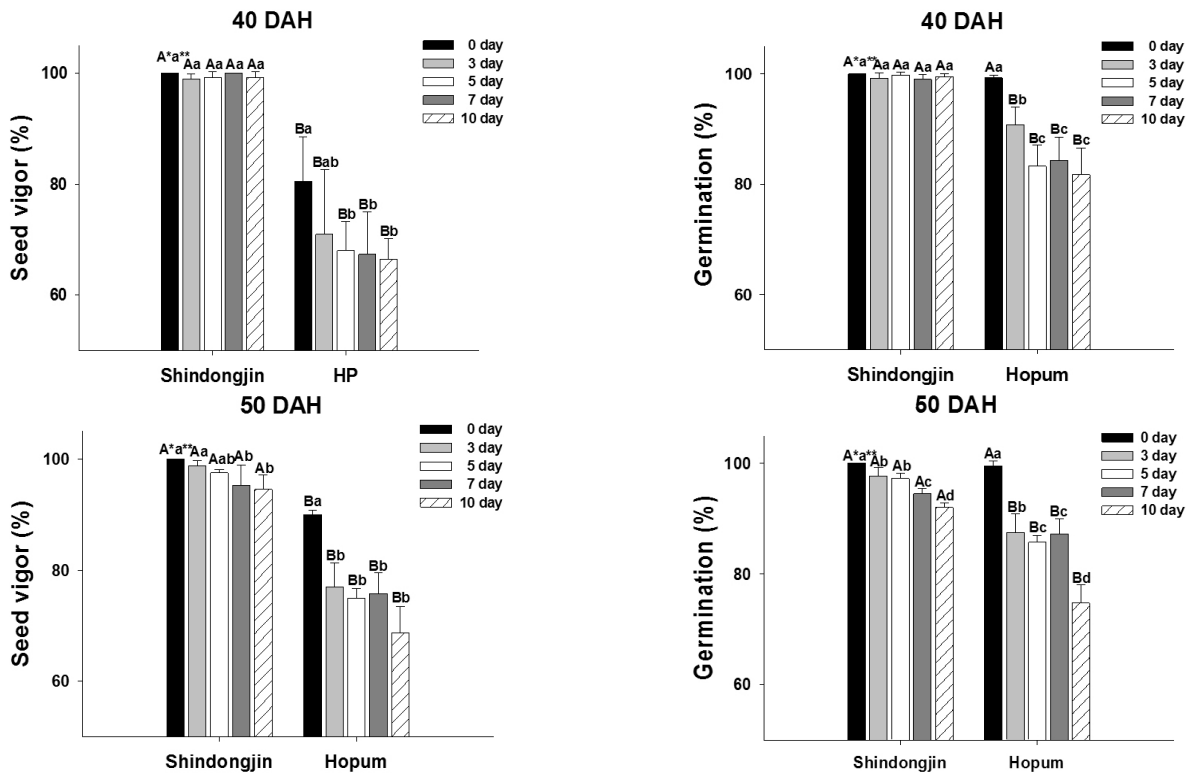 40 DAH
Seed vigor (%)
100
80
60
A*a** Aa Aa Aa Aa
Ba
Bab
Bb Bb Bb
0 day
3 day
5 day
7 day
10 day
Shindongjin HP
40 DAH
Germination (%)
100
80
60
A*a** Aa Aa Aa Aa
Aa
Bb
Bc Bc Bc
0 day
3 day
5 day
7 day
10 day
Shindongjin Hopum
50 DAH
Seed vigor (%)
100
80
60
A*a** Aa Aab Ab Ab
Ba
Bb Bb Bb Bb
0 day
3 day
5 day
7 day
10 day
Shindongjin Hopum
50 DAH
Germination (%)
100
80
60
A*a** Ab Ab Ac Ad
Aa
Bb Bc Bc
Bd
0 day
3 day
5 day
7 day
10 day
Shindongjin Hopum